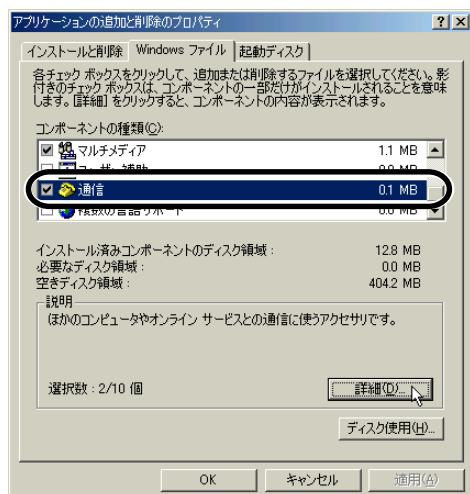 アプリケーションの追加と削除のプロパティ
インストールと削除 Windows ファイル 起動ディスク
各チェック ボックスをクリックして、追加または削除するファイルを選択してください。影
付きのチェック ボックスは、コンポーネントの一部だけがインストールされることを意味
します。[詳細] をクリックすると、コンポーネントの内容が表示されます。
コンポーネントの種類(C):
マルチメディア 1.1 MB
通信 0.1 MB
複数の言語サポート 0.0 MB
インストール済みコンポーネントのディスク領域 : 12.8 MB
必要なディスク領域 : 0.0 MB
空きディスク領域 : 404.2 MB
説明
ほかのコンピュータやオンライン サービスとの通信に使うアクセサリです。
選択数 : 2/10 個
詳細(D)...
ディスク使用(H)...
OK キャンセル 適用(A)